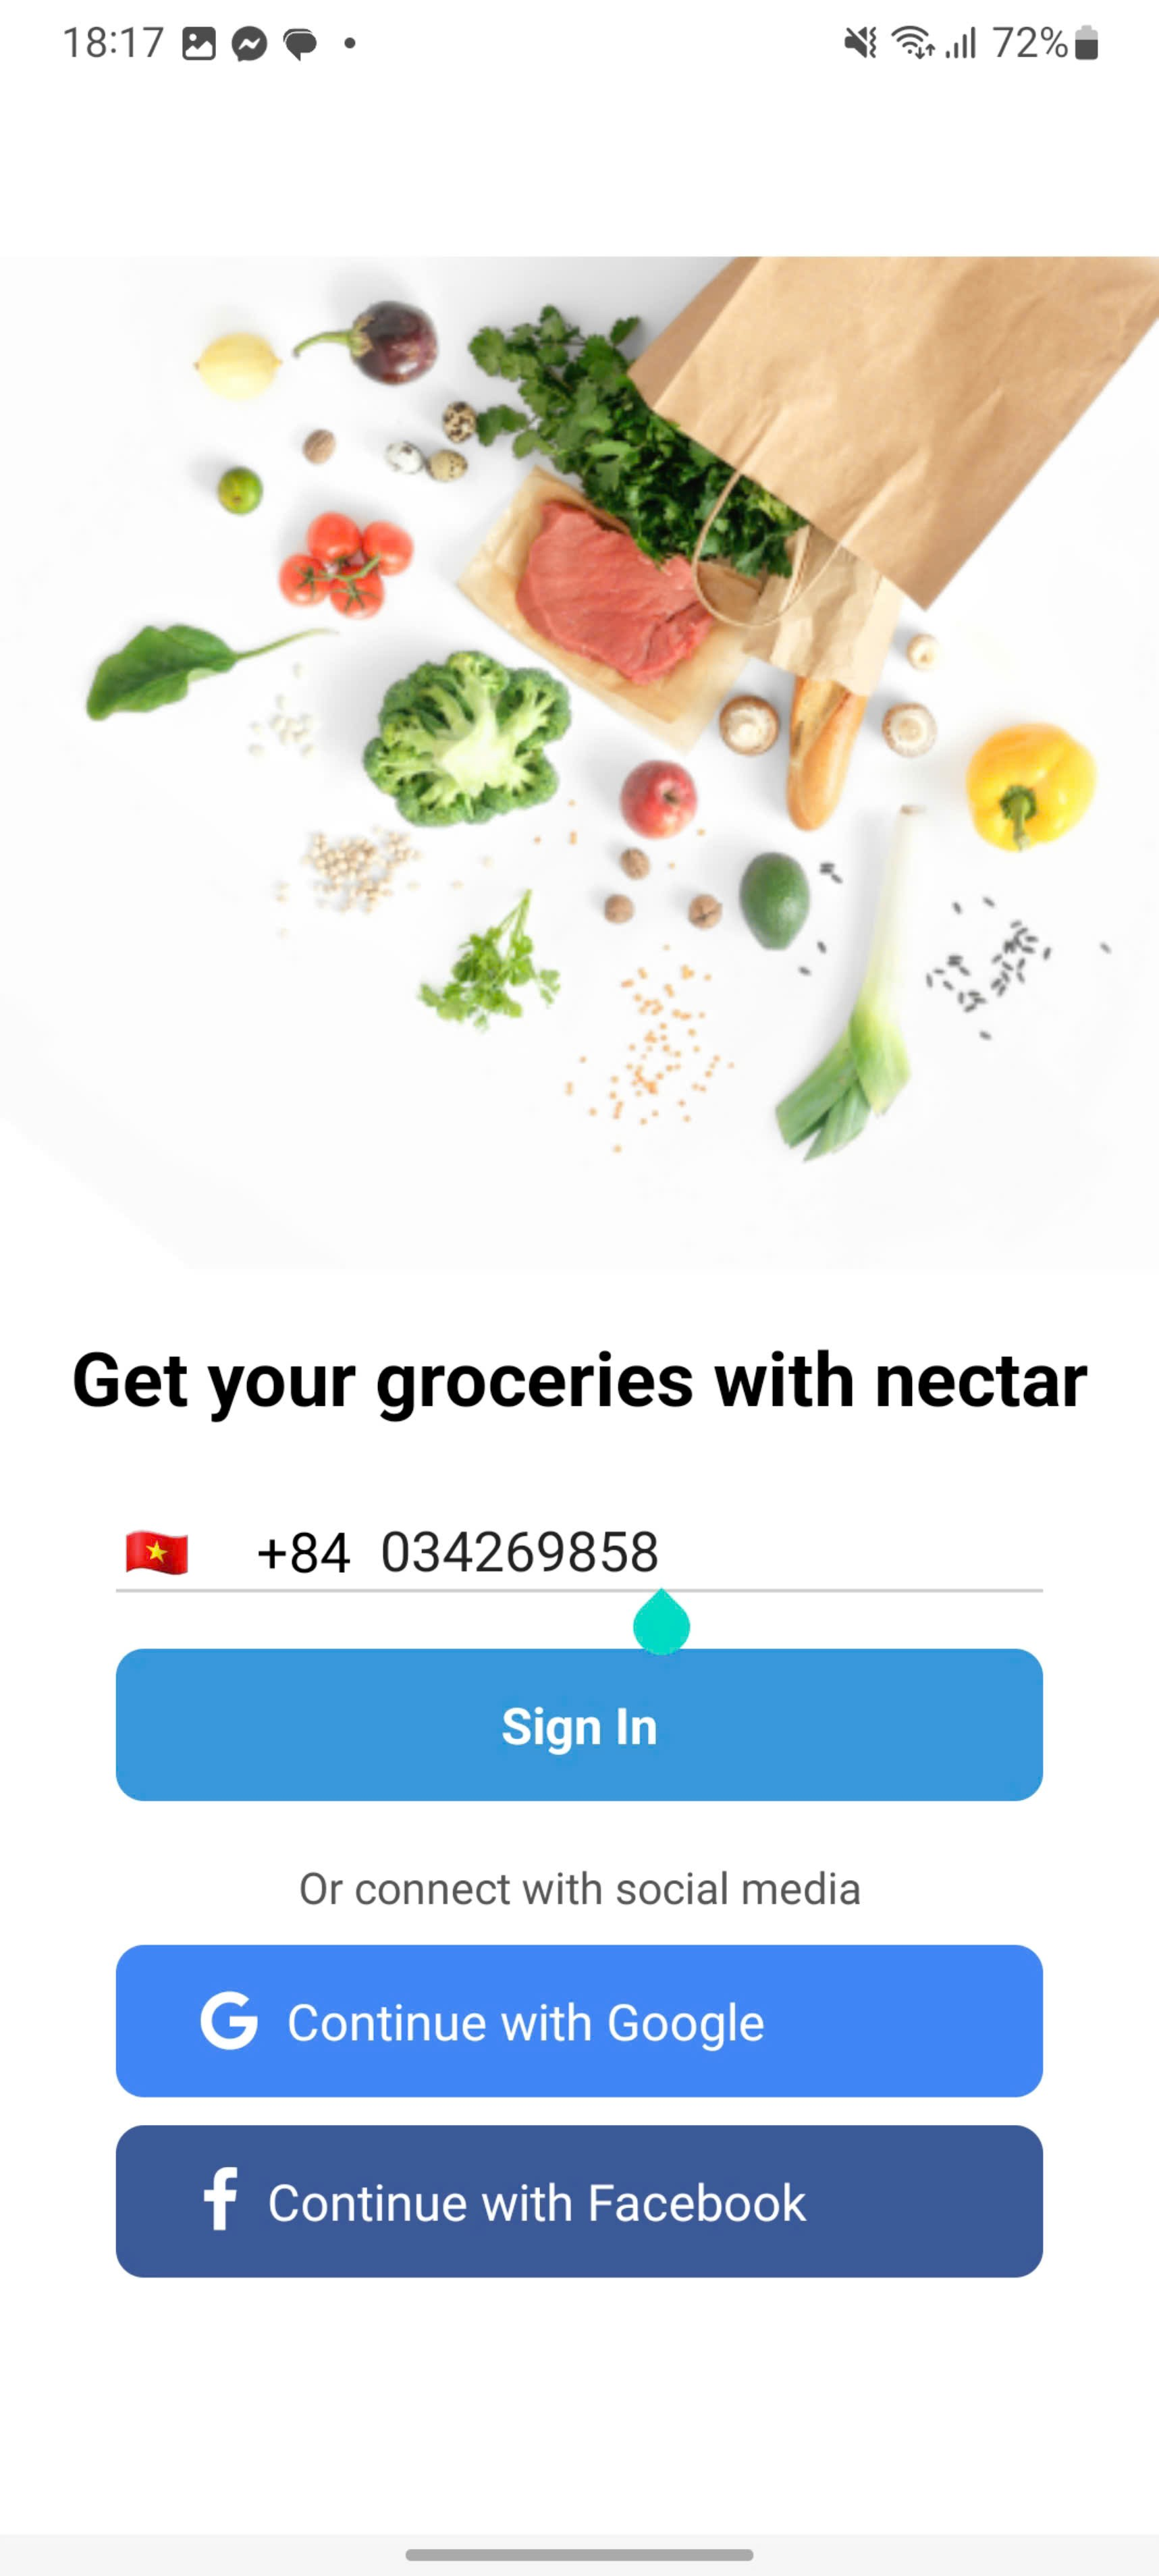 18:17 72%
Get your groceries with nectar
+84 034269858
Sign In
Or connect with social media
Continue with Google
Continue with Facebook